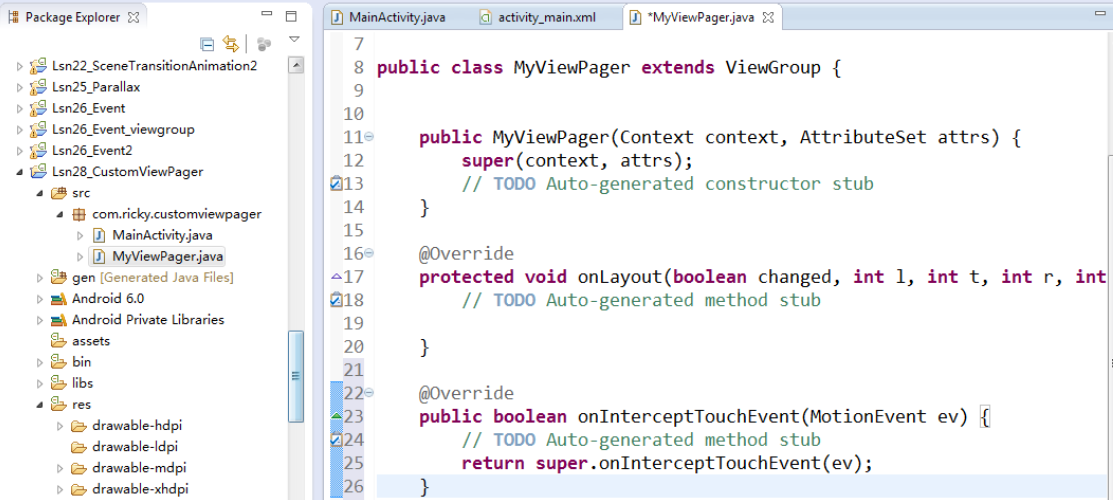 Package Explorer
Lsn22_SceneTransitionAnimation2
Lsn25_Parallax
Lsn26_Event
Lsn26_Event_viewgroup
Lsn26_Event2
Lsn28_CustomViewPager
src
com.ricky.customviewpager
MainActivity.java
MyViewPager.java
gen [Generated Java Files]
Android 6.0
Android Private Libraries
assets
bin
libs
res
drawable-hdpi
drawable-ldpi
drawable-mdpi
drawable-xhdpi
MainActivity.java activity_main.xml *MyViewPager.java
7
8 public class MyViewPager extends ViewGroup {
9
10
11 public MyViewPager(Context context, AttributeSet attrs) {
12 super(context, attrs);
13 // TODO Auto-generated constructor stub
14 }
15
16 @Override
17 protected void onLayout(boolean changed, int l, int t, int r, int
18 // TODO Auto-generated method stub
19
20 }
21
22 @Override
23 public boolean onInterceptTouchEvent(MotionEvent ev) {
24 // TODO Auto-generated method stub
25 return super.onInterceptTouchEvent(ev);
26 }